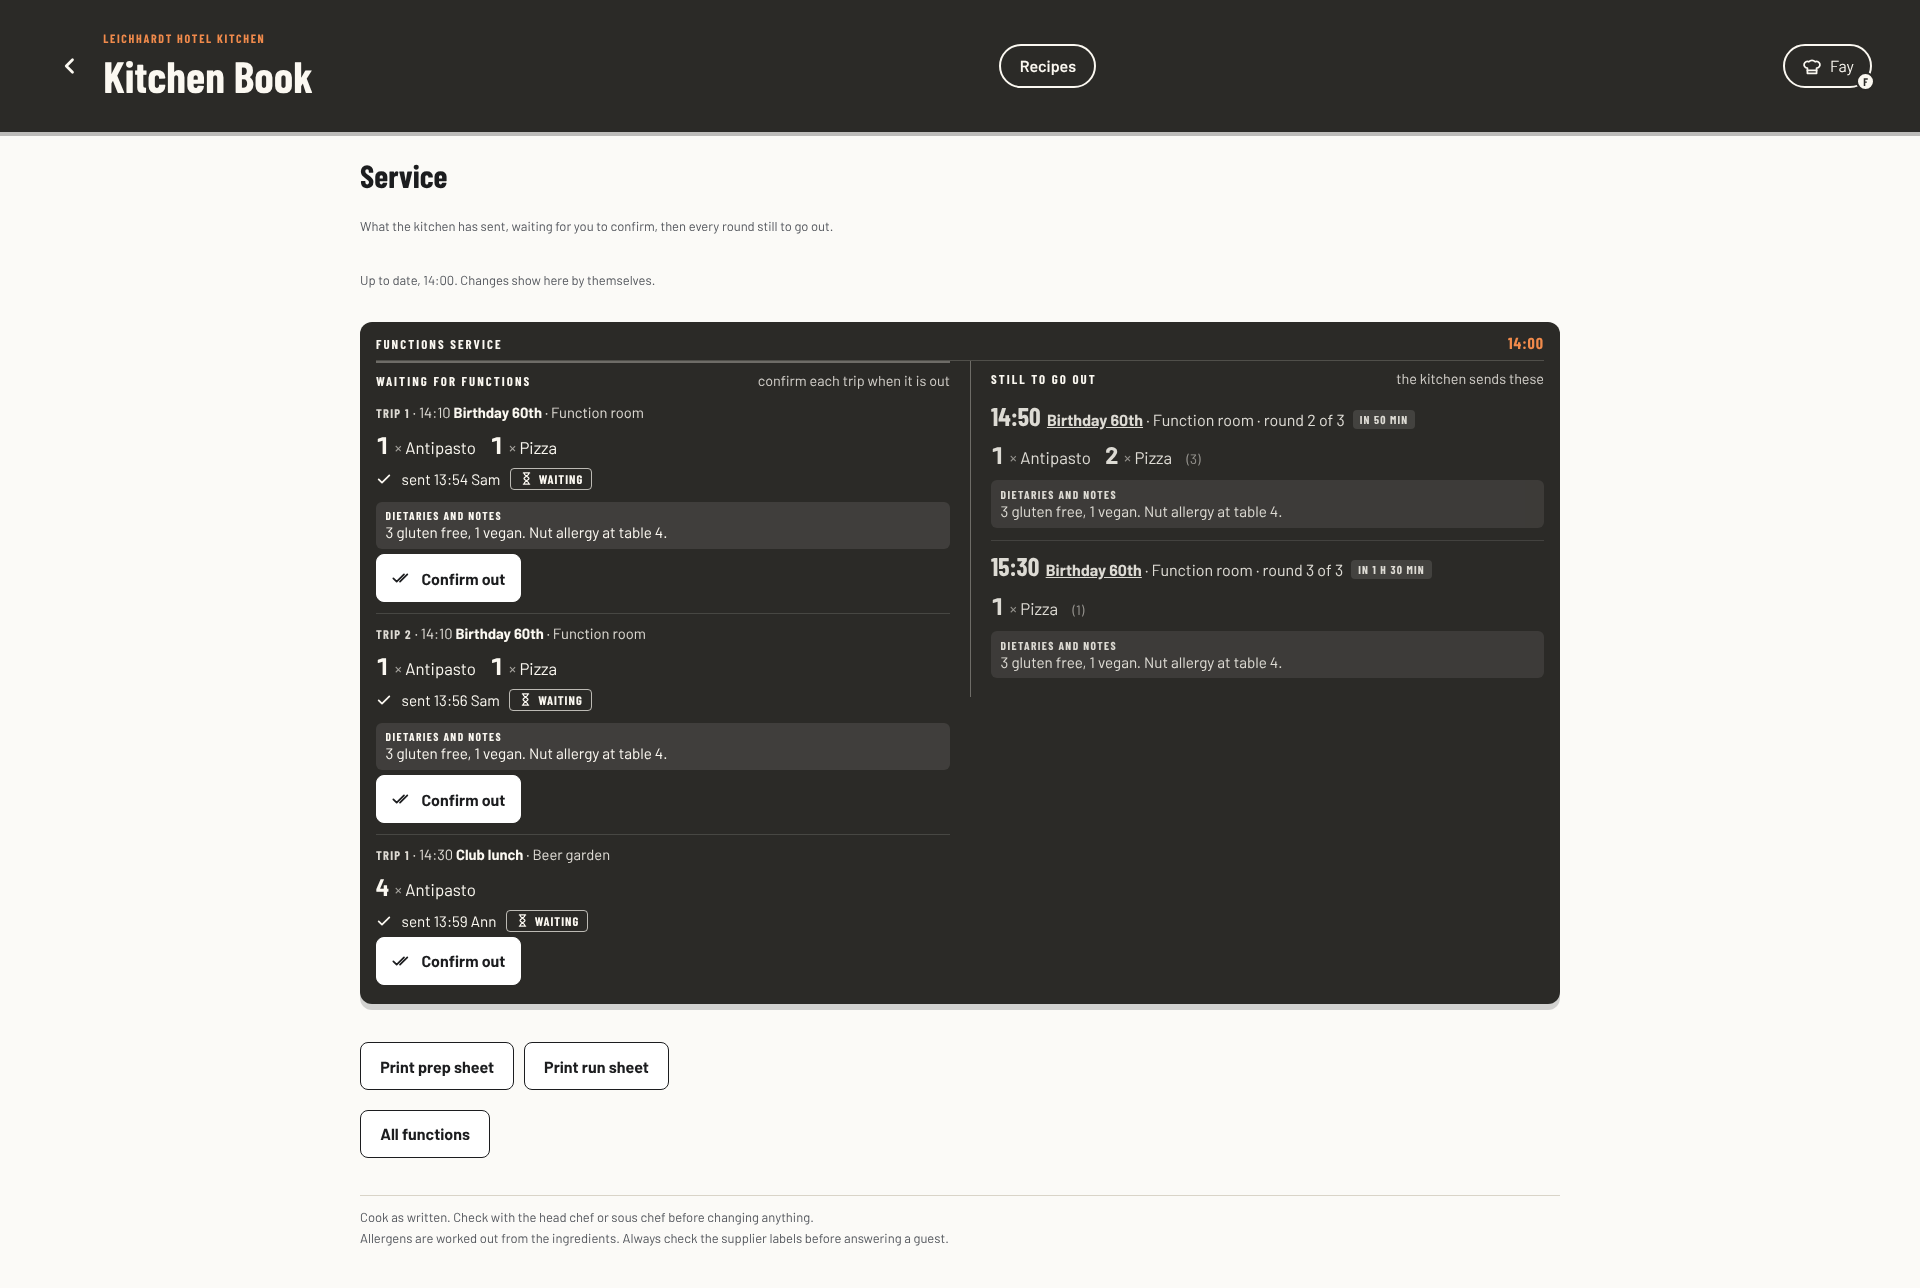 LEICHHARDT HOTEL KITCHEN
Kitchen Book
Recipes
Fay
F
Service
What the kitchen has sent, waiting for you to confirm, then every round still to go out.
Up to date, 14:00. Changes show here by themselves.
FUNCTIONS SERVICE
14:00
WAITING FOR FUNCTIONS
confirm each trip when it is out
TRIP 1 · 14:10 Birthday 60th · Function room
1 × Antipasto 1 × Pizza
sent 13:54 Sam WAITING
DIETARIES AND NOTES
3 gluten free, 1 vegan. Nut allergy at table 4.
Confirm out
TRIP 2 · 14:10 Birthday 60th · Function room
1 × Antipasto 1 × Pizza
sent 13:56 Sam WAITING
DIETARIES AND NOTES
3 gluten free, 1 vegan. Nut allergy at table 4.
Confirm out
TRIP 1 · 14:30 Club lunch · Beer garden
4 × Antipasto
sent 13:59 Ann WAITING
Confirm out
STILL TO GO OUT
the kitchen sends these
14:50 Birthday 60th · Function room · round 2 of 3 IN 50 MIN
1 × Antipasto 2 × Pizza (3)
DIETARIES AND NOTES
3 gluten free, 1 vegan. Nut allergy at table 4.
15:30 Birthday 60th · Function room · round 3 of 3 IN 1 H 30 MIN
1 × Pizza (1)
DIETARIES AND NOTES
3 gluten free, 1 vegan. Nut allergy at table 4.
Print prep sheet
Print run sheet
All functions
Cook as written. Check with the head chef or sous chef before changing anything.
Allergens are worked out from the ingredients. Always check the supplier labels before answering a guest.